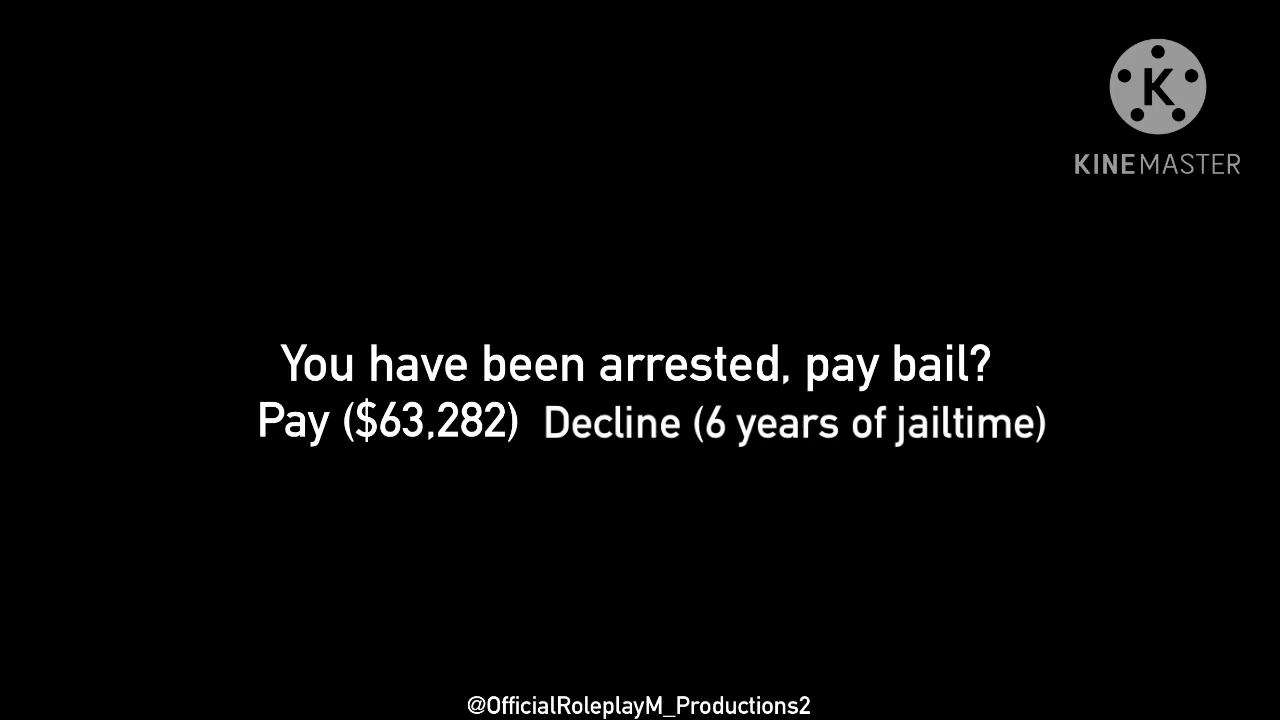 K
KINEMASTER
You have been arrested, pay bail?
Pay ($63,282) Decline (6 years of jailtime)
@OfficialRoleplayM_Productions2